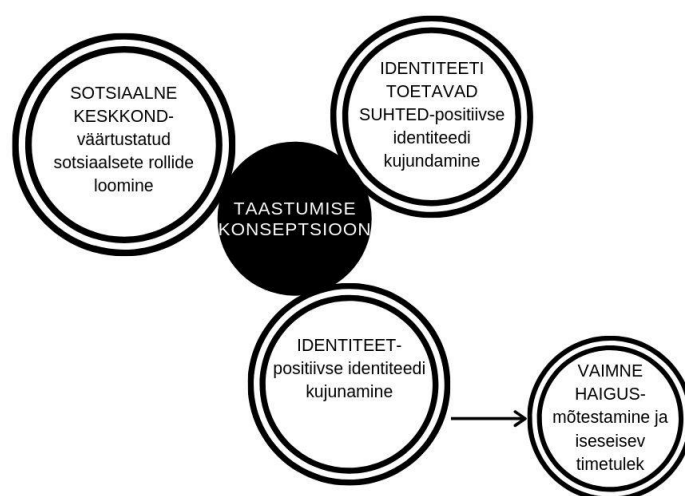 SOTSIAALNE
KESKKOND-
väärtustatud
sotsiaalsete rollide
loomine
IDENTITEETI
TOETAVAD
SUHTED-positiivse
identiteedi
kujundamine
TAASTUMISE
KONSEPTSIOON
IDENTITEET-
positiivse identiteedi
kujunamine
VAIMNE
HAIGUS-
mõtestamine ja
iseseisev
timetulek